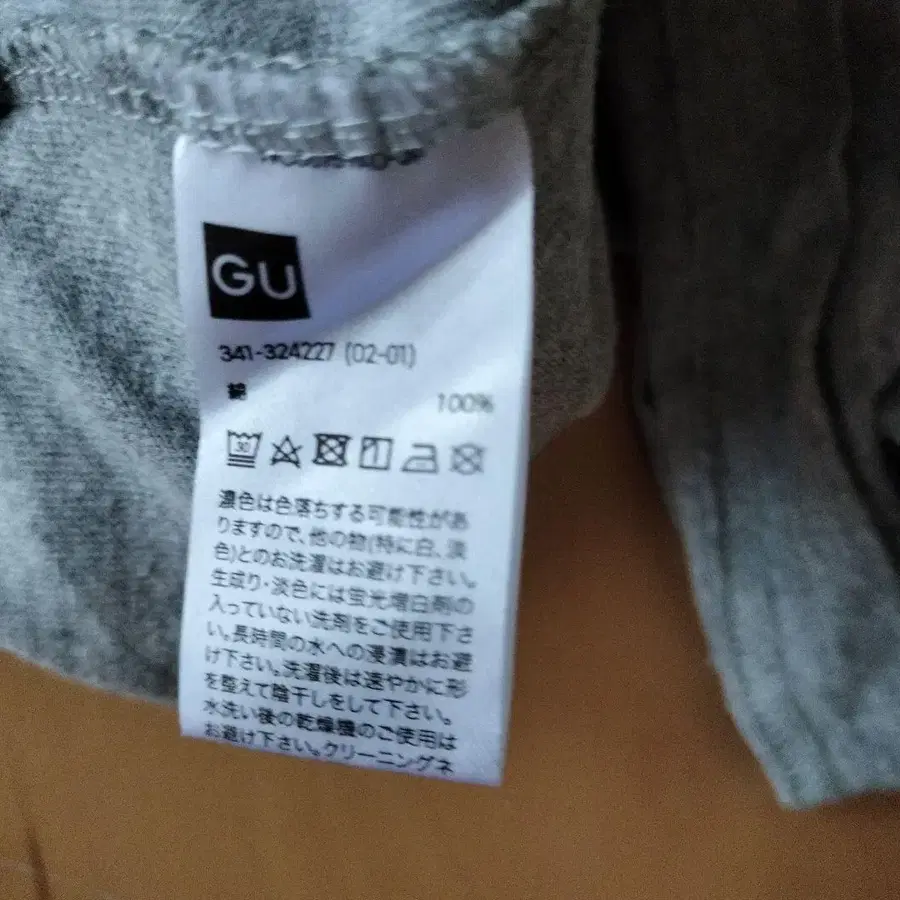 GU
341-324227 (02-01)
綿 100%
30
濃色は色落ちする可能性があ
りますので、他の物(特に白、淡
色)とのお洗濯はお避け下さい。
生成り・淡色には蛍光増白剤の
入っていない洗剤をご使用下さ
い。長時間の水への浸漬はお避
け下さい。洗濯後は速やかに形
を整えて陰干しをして下さい。
水洗い後の乾燥機のご使用は
お避け下さい。クリーニングネ